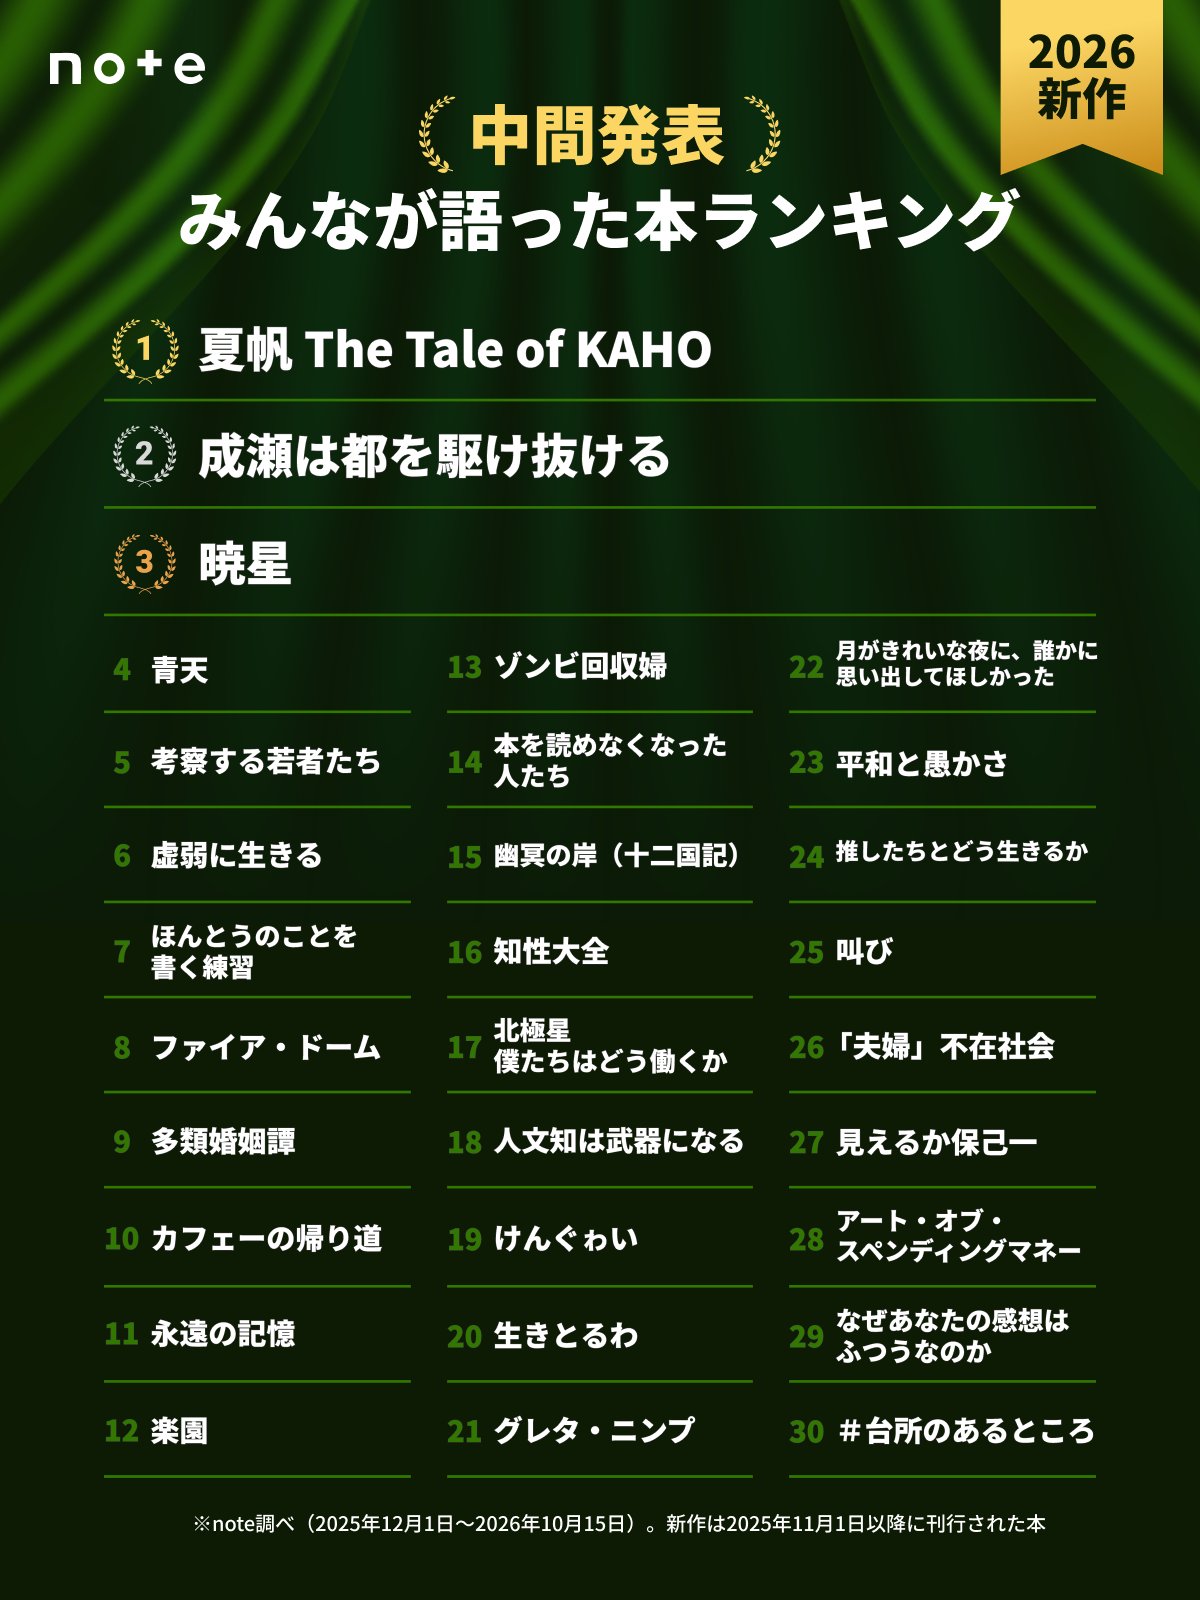 note
2026
新作
中間発表
みんなが語った本ランキング
1 夏帆 The Tale of KAHO
2 成瀬は都を駆け抜ける
3 暁星
4 青天
5 考察する若者たち
6 虚弱に生きる
7 ほんとうのことを
書く練習
8 ファイア・ドーム
9 多類婚姻譚
10 カフェーの帰り道
11 永遠の記憶
12 楽園
13 ゾンビ回収婦
14 本を読めなくなった
人たち
15 幽冥の岸（十二国記）
16 知性大全
17 北極星
僕たちはどう働くか
18 人文知は武器になる
19 けんぐゎい
20 生きとるわ
21 グレタ・ニンプ
22 月がきれいな夜に、誰かに
思い出してほしかった
23 平和と愚かさ
24 推したちとどう生きるか
25 叫び
26 「夫婦」不在社会
27 見えるか保己一
28 アート・オブ・
スペンディングマネー
29 なぜあなたの感想は
ふつうなのか
30 ＃台所のあるところ
※note調べ（2025年12月1日〜2026年10月15日）。新作は2025年11月1日以降に刊行された本